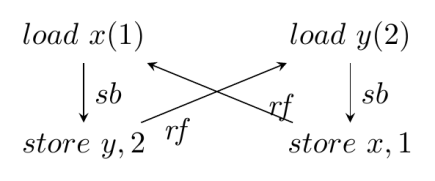 load x(1) load y(2)
sb sb
rf rf
store y, 2 store x, 1